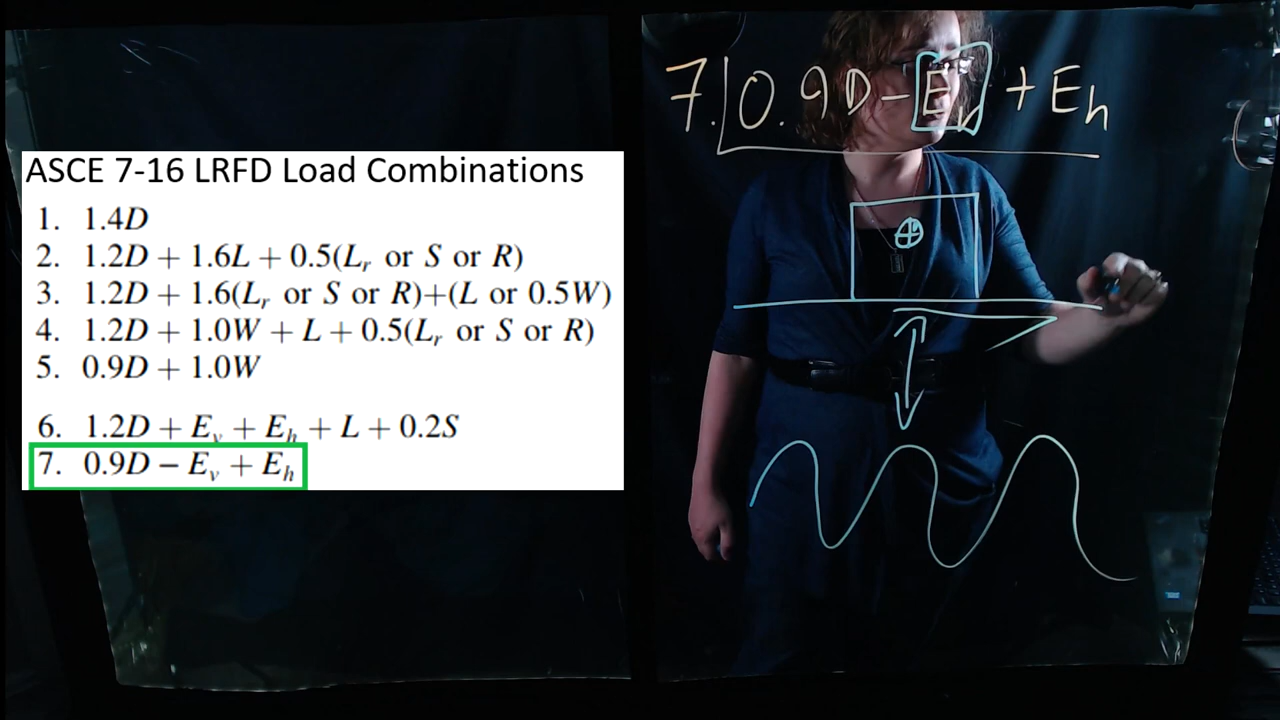 ASCE 7-16 LRFD Load Combinations
1. 1.4D
2. 1.2D + 1.6L + 0.5(Lr or S or R)
3. 1.2D + 1.6(Lr or S or R)+(L or 0.5W)
4. 1.2D + 1.0W + L + 0.5(Lr or S or R)
5. 0.9D + 1.0W
6. 1.2D + Ev + Eh + L + 0.2S
7. 0.9D − Ev + Eh
7. 0.9D − Ev + Eh